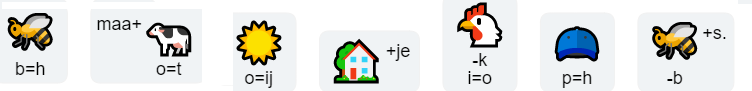 b=h
maa+
o=t
o=ij
+je
-k
i=o
p=h
+s.
-b